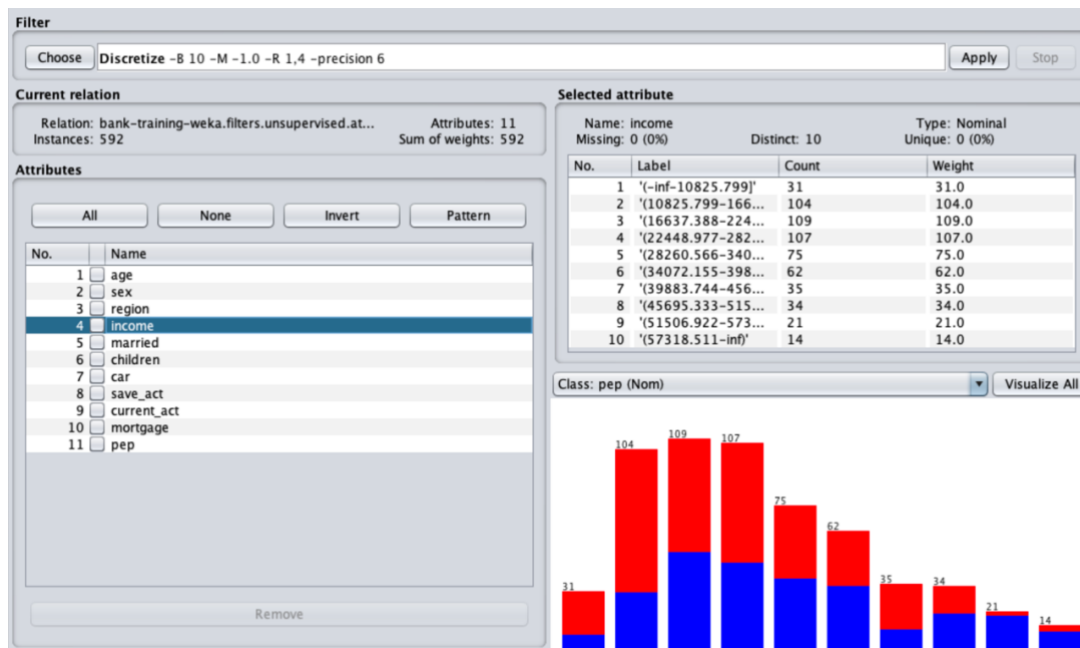 Filter
Choose Discretize -B 10 -M -1.0 -R 1,4 -precision 6 Apply Stop
Current relation
Relation: bank-training-weka.filters.unsupervised.at... Attributes: 11
Instances: 592 Sum of weights: 592
Attributes
All None Invert Pattern
No. Name
1 age
2 sex
3 region
4 income
5 married
6 children
7 car
8 save_act
9 current_act
10 mortgage
11 pep
Remove
Selected attribute
Name: income Type: Nominal
Missing: 0 (0%) Distinct: 10 Unique: 0 (0%)
No. Label Count Weight
1 '(-inf-10825.799]' 31 31.0
2 '(10825.799-166... 104 104.0
3 '(16637.388-224... 109 109.0
4 '(22448.977-282... 107 107.0
5 '(28260.566-340... 75 75.0
6 '(34072.155-398... 62 62.0
7 '(39883.744-456... 35 35.0
8 '(45695.333-515... 34 34.0
9 '(51506.922-573... 21 21.0
10 '(57318.511-inf)' 14 14.0
Class: pep (Nom) Visualize All
31 104 109 107 75 62 35 34 21 14